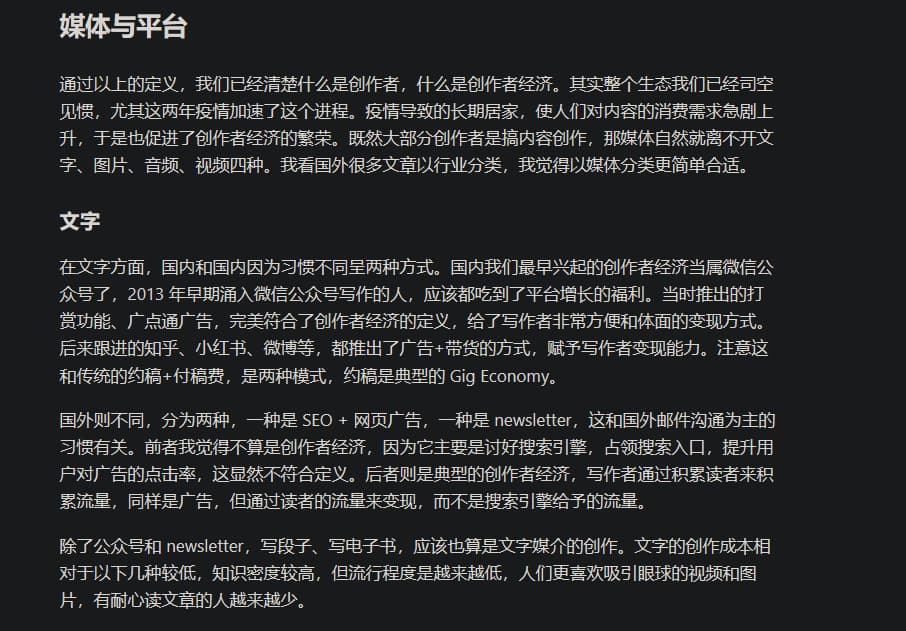 媒体与平台
通过以上的定义，我们已经清楚什么是创作者，什么是创作者经济。其实整个生态我们已经司空
见惯，尤其这两年疫情加速了这个进程。疫情导致的长期居家，使人们对内容的消费需求急剧上
升，于是也促进了创作者经济的繁荣。既然大部分创作者是搞内容创作，那媒体自然就离不开文
字、图片、音频、视频四种。我看国外很多文章以行业分类，我觉得以媒体分类更简单合适。
文字
在文字方面，国内和国内因为习惯不同呈两种方式。国内我们最早兴起的创作者经济当属微信公
众号了，2013 年早期涌入微信公众号写作的人，应该都吃到了平台增长的福利。当时推出的打
赏功能、广点通广告，完美符合了创作者经济的定义，给了写作者非常方便和体面的变现方式。
后来跟进的知乎、小红书、微博等，都推出了广告+带货的方式，赋予写作者变现能力。注意这
和传统的约稿+付稿费，是两种模式，约稿是典型的 Gig Economy。
国外则不同，分为两种，一种是 SEO + 网页广告，一种是 newsletter，这和国外邮件沟通为主的
习惯有关。前者我觉得不算是创作者经济，因为它主要是讨好搜索引擎，占领搜索入口，提升用
户对广告的点击率，这显然不符合定义。后者则是典型的创作者经济，写作者通过积累读者来积
累流量，同样是广告，但通过读者的流量来变现，而不是搜索引擎给予的流量。
除了公众号和 newsletter，写段子、写电子书，应该也算是文字媒介的创作。文字的创作成本相
对于以下几种较低，知识密度较高，但流行程度是越来越低，人们更喜欢吸引眼球的视频和图
片，有耐心读文章的人越来越少。